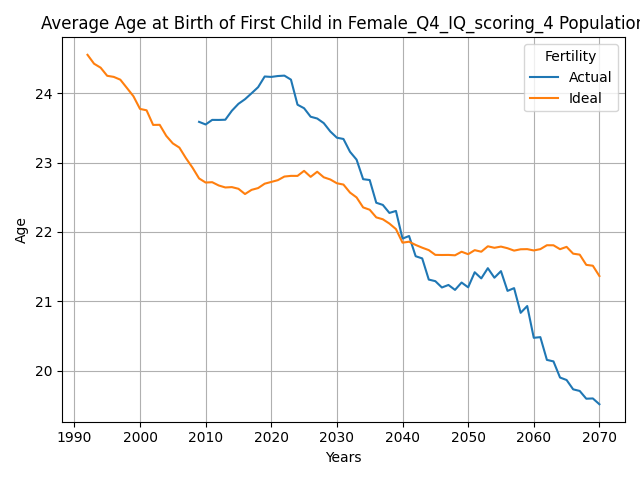 Average Age at Birth of First Child in Female_Q4_IQ_scoring_4 Population
Fertility
Actual
Ideal
Age
24
23
22
21
20
1990 2000 2010 2020 2030 2040 2050 2060 2070
Years